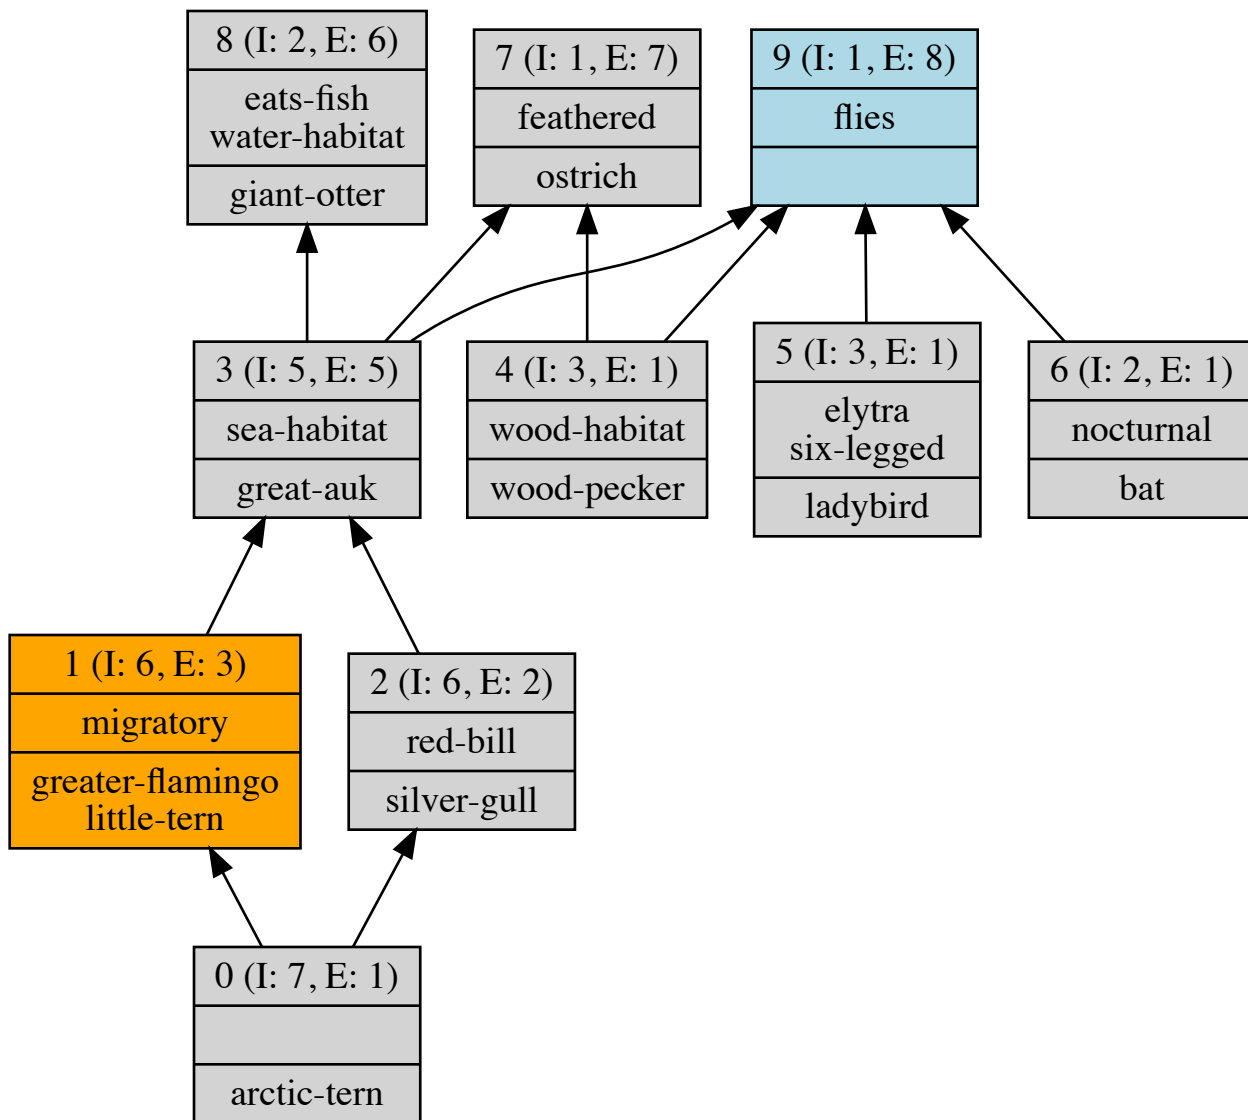 8 (I: 2, E: 6)
eats-fish
water-habitat
giant-otter
7 (I: 1, E: 7)
feathered
ostrich
9 (I: 1, E: 8)
flies
3 (I: 5, E: 5)
sea-habitat
great-auk
4 (I: 3, E: 1)
wood-habitat
wood-pecker
5 (I: 3, E: 1)
elytra
six-legged
ladybird
6 (I: 2, E: 1)
nocturnal
bat
1 (I: 6, E: 3)
migratory
greater-flamingo
little-tern
2 (I: 6, E: 2)
red-bill
silver-gull
0 (I: 7, E: 1)
arctic-tern